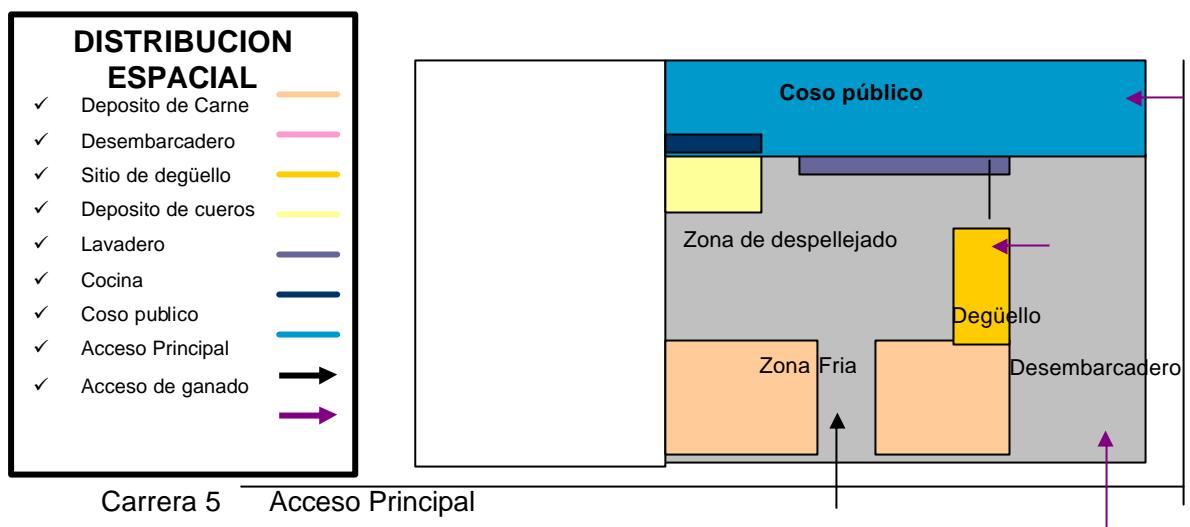 DISTRIBUCION
ESPACIAL
✓ Deposito de Carne
✓ Desembarcadero
✓ Sitio de degüello
✓ Deposito de cueros
✓ Lavadero
✓ Cocina
✓ Coso publico
✓ Acceso Principal
✓ Acceso de ganado
Coso público
Zona de despellejado
Degüello
Zona Fria
Desembarcadero
Carrera 5 Acceso Principal